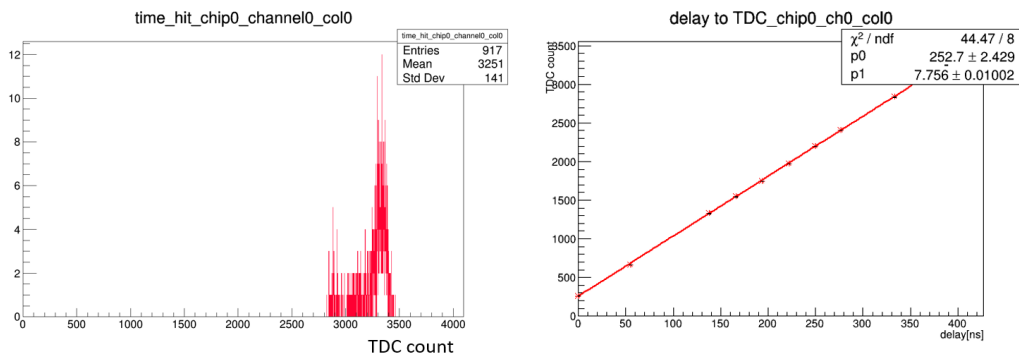 time_hit_chip0_channel0_col0
time_hit_chip0_channel0_col0
Entries 917
Mean 3251
Std Dev 141
12
10
8
6
4
2
0
0 500 1000 1500 2000 2500 3000 3500 4000
TDC count
delay to TDC_chip0_ch0_col0
χ² / ndf 44.47 / 8
p0 252.7 ± 2.429
p1 7.756 ± 0.01002
TDC count
3500
3000
2500
2000
1500
1000
500
0
0 50 100 150 200 250 300 350 400
delay[ns]